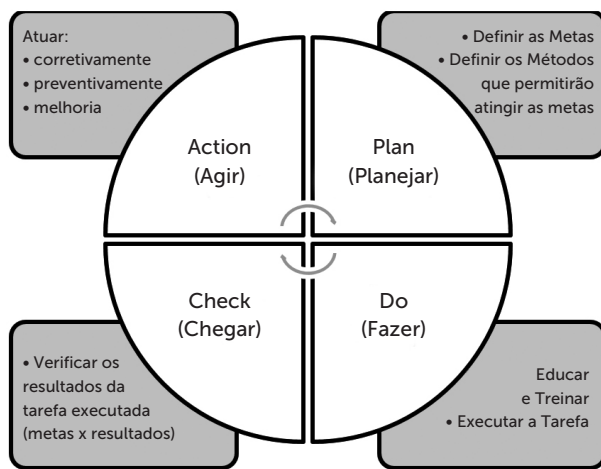 Atuar:
• corretivamente
• preventivamente
• melhoria
• Definir as Metas
• Definir os Métodos
que permitirão
atingir as metas
Action
(Agir)
Plan
(Planejar)
Check
(Chegar)
Do
(Fazer)
• Verificar os
resultados da
tarefa executada
(metas x resultados)
Educar
e Treinar
• Executar a Tarefa